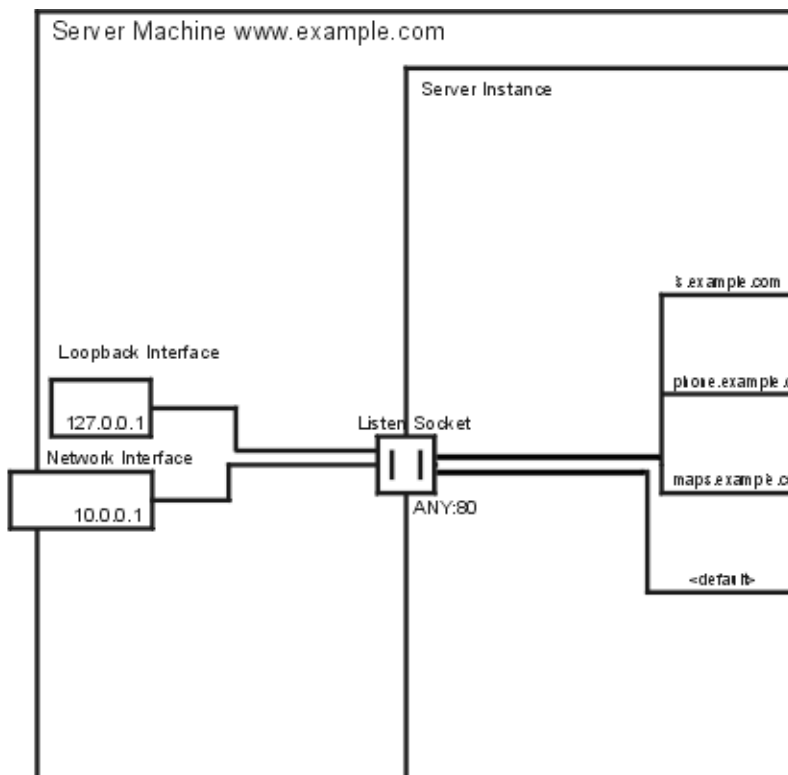 Server Machine www.example.com
Server Instance
.example.com
Loopback Interface
phone.example.
127.0.0.1
Listen Socket
Network Interface
maps.example.c
10.0.0.1
ANY:80
<default>